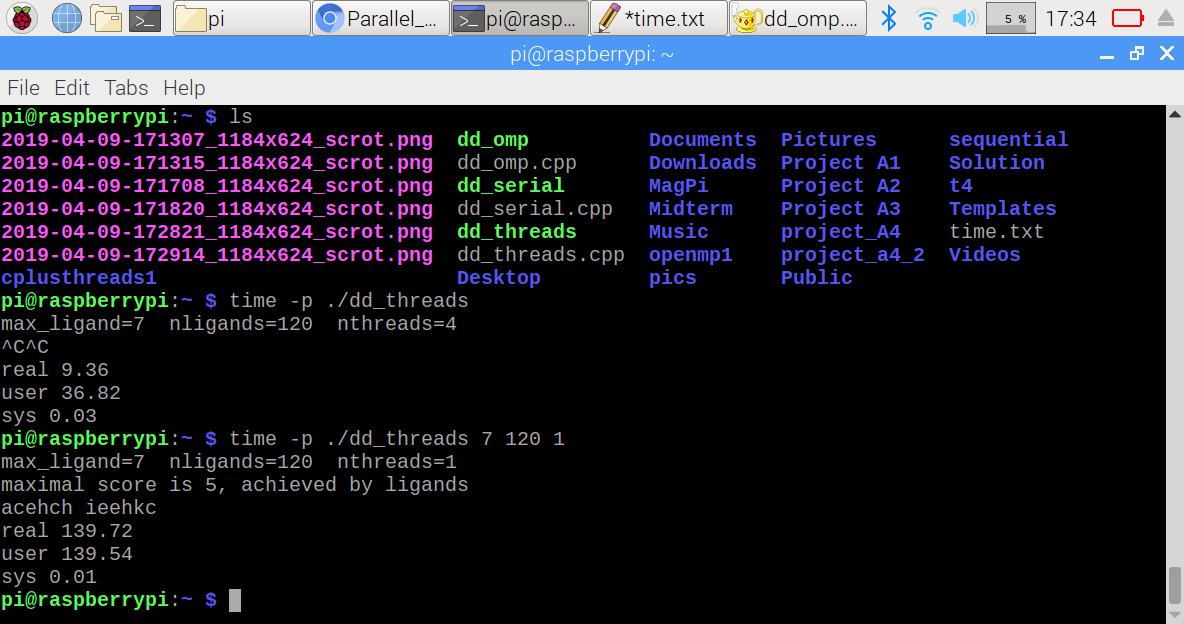 pi Parallel_... pi@rasp... *time.txt dd_omp.... 5 % 17:34
pi@raspberrypi: ~
File Edit Tabs Help
pi@raspberrypi:~ $ ls
2019-04-09-171307_1184x624_scrot.png dd_omp Documents Pictures sequential
2019-04-09-171315_1184x624_scrot.png dd_omp.cpp Downloads Project A1 Solution
2019-04-09-171708_1184x624_scrot.png dd_serial MagPi Project A2 t4
2019-04-09-171820_1184x624_scrot.png dd_serial.cpp Midterm Project A3 Templates
2019-04-09-172821_1184x624_scrot.png dd_threads Music project_A4 time.txt
2019-04-09-172914_1184x624_scrot.png dd_threads.cpp openmp1 project_a4_2 Videos
cplusthreads1 Desktop pics Public
pi@raspberrypi:~ $ time -p ./dd_threads
max_ligand=7 nligands=120 nthreads=4
^C^C
real 9.36
user 36.82
sys 0.03
pi@raspberrypi:~ $ time -p ./dd_threads 7 120 1
max_ligand=7 nligands=120 nthreads=1
maximal score is 5, achieved by ligands
acehch ieehkc
real 139.72
user 139.54
sys 0.01
pi@raspberrypi:~ $